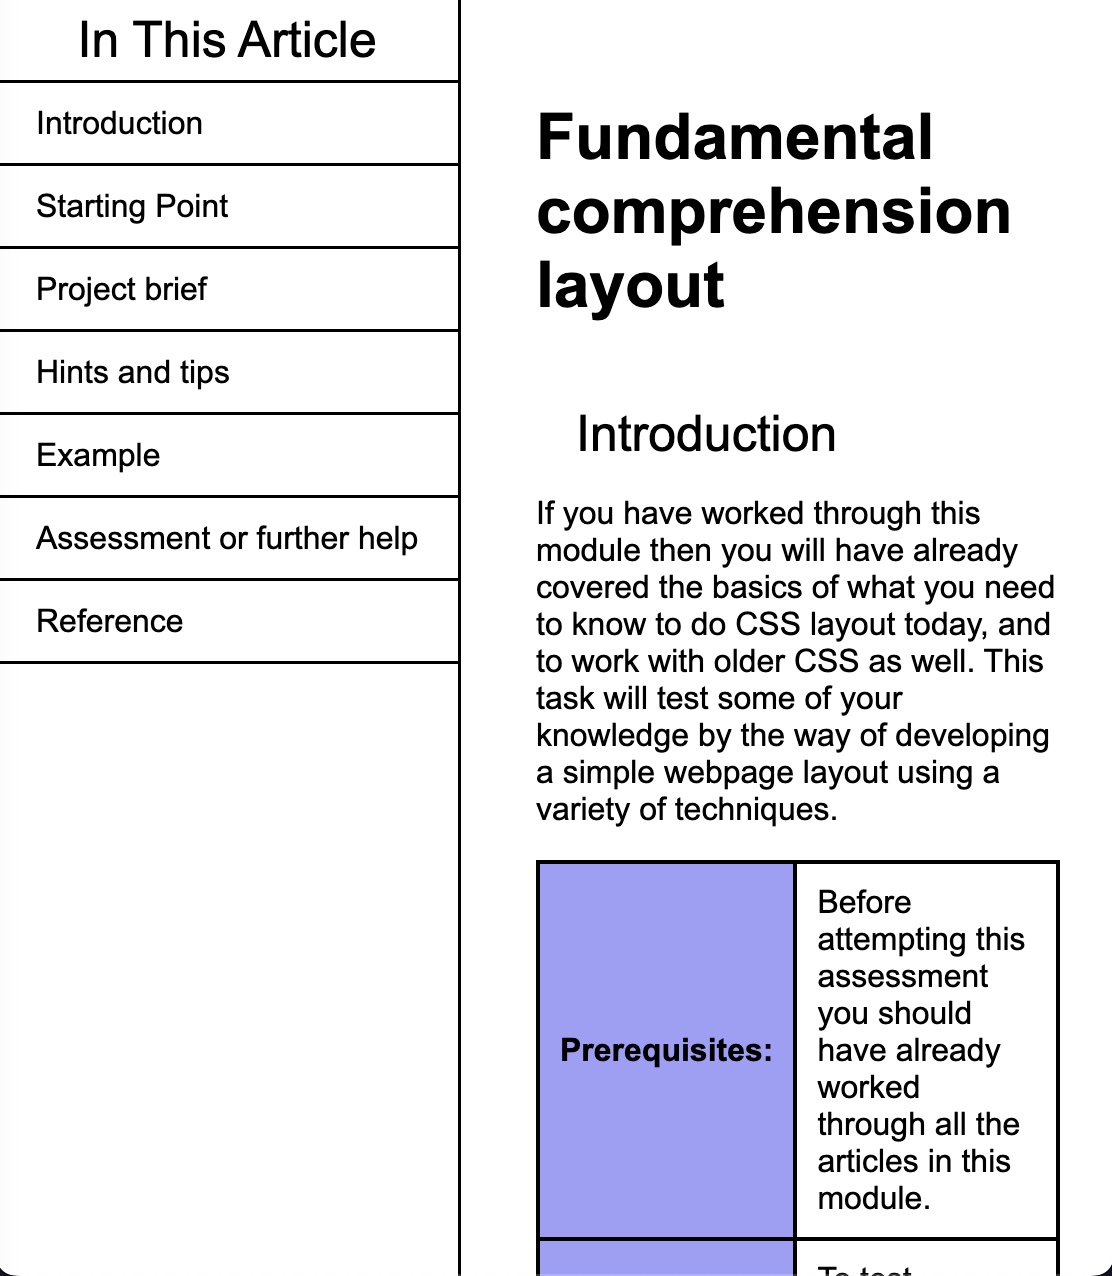 In This Article
Introduction
Starting Point
Project brief
Hints and tips
Example
Assessment or further help
Reference
Fundamental
comprehension
layout
Introduction
If you have worked through this
module then you will have already
covered the basics of what you need
to know to do CSS layout today, and
to work with older CSS as well. This
task will test some of your
knowledge by the way of developing
a simple webpage layout using a
variety of techniques.
Prerequisites:
Before
attempting this
assessment
you should
have already
worked
through all the
articles in this
module.
To test